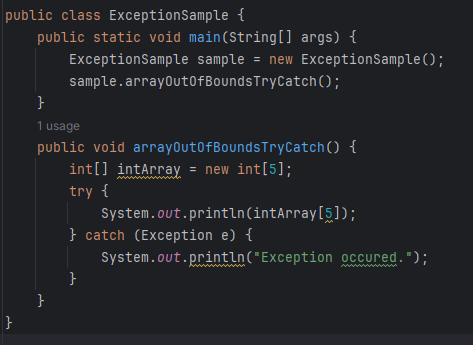 public class ExceptionSample {
    public static void main(String[] args) {
        ExceptionSample sample = new ExceptionSample();
        sample.arrayOutOfBoundsTryCatch();
    }
    1 usage
    public void arrayOutOfBoundsTryCatch() {
        int[] intArray = new int[5];
        try {
            System.out.println(intArray[5]);
        } catch (Exception e) {
            System.out.println("Exception occured.");
        }
    }
}